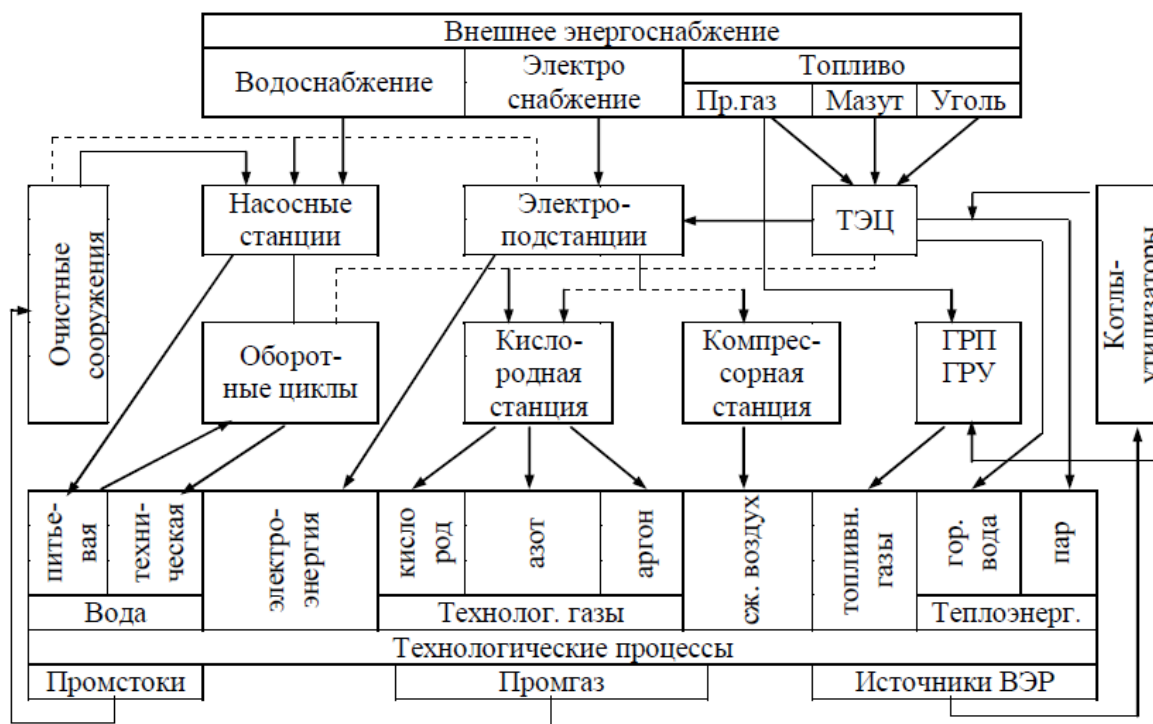 Внешнее энергоснабжение
Водоснабжение
Электро
снабжение
Топливо
Пр.газ
Мазут
Уголь
Очистные
сооружения
Насосные
станции
Электро-
подстанции
ТЭЦ
Котлы-
утилизаторы
Оборот-
ные циклы
Кисло-
родная
станция
Компрес-
сорная
станция
ГРП
ГРУ
питье-
вая
техни-
ческая
электро-
энергия
кисло
род
азот
аргон
сж. воздух
топливн.
газы
гор.
вода
пар
Вода
Технолог. газы
Теплоэнерг.
Технологические процессы
Промстоки
Промгаз
Источники ВЭР